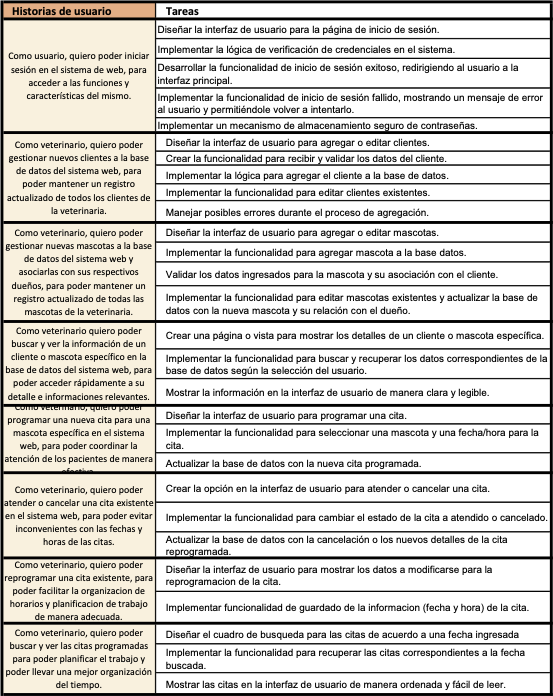 Historias de usuario
Tareas
Como usuario, quiero poder iniciar
sesión en el sistema de web, para
acceder a las funciones y
características del mismo.
Diseñar la interfaz de usuario para la página de inicio de sesión.
Implementar la lógica de verificación de credenciales en el sistema.
Desarrollar la funcionalidad de inicio de sesión exitoso, redirigiendo al usuario a la
interfaz principal.
Implementar la funcionalidad de inicio de sesión fallido, mostrando un mensaje de error
al usuario y permitiéndole volver a intentarlo.
Implementar un mecanismo de almacenamiento seguro de contraseñas.
Como veterinario, quiero poder
gestionar nuevos clientes a la base
de datos del sistema web, para
poder mantener un registro
actualizado de todos los clientes de
la veterinaria.
Diseñar la interfaz de usuario para agregar o editar clientes.
Crear la funcionalidad para recibir y validar los datos del cliente.
Implementar la lógica para agregar el cliente a la base de datos.
Implementar la funcionalidad para editar clientes existentes.
Manejar posibles errores durante el proceso de agregación.
Como veterinario, quiero poder
gestionar nuevas mascotas a la base
de datos del sistema web y
asociarlas con sus respectivos
dueños, para poder mantener un
registro actualizado de todas las
mascotas de la veterinaria.
Diseñar la interfaz de usuario para agregar o editar mascotas.
Implementar la funcionalidad para agregar mascota a la base datos.
Validar los datos ingresados para la mascota y su asociación con el cliente.
Implementar la funcionalidad para editar mascotas existentes y actualizar la base de
datos con la nueva mascota y su relación con el dueño.
Como veterinario quiero poder
buscar y ver la información de un
cliente o mascota específico en la
base de datos del sistema web, para
poder acceder rápidamente a su
detalle e informaciones relevantes.
Crear una página o vista para mostrar los detalles de un cliente o mascota específica.
Implementar la funcionalidad para buscar y recuperar los datos correspondientes de la
base de datos según la selección del usuario.
Mostrar la información en la interfaz de usuario de manera clara y legible.
Como veterinario, quiero poder
programar una nueva cita para una
mascota específica en el sistema
web, para poder coordinar la
atención de los pacientes de manera
efectiva.
Diseñar la interfaz de usuario para programar una cita.
Implementar la funcionalidad para seleccionar una mascota y una fecha/hora para la
cita.
Actualizar la base de datos con la nueva cita programada.
Como veterinario, quiero poder
atender o cancelar una cita existente
en el sistema web, para poder evitar
inconvenientes con las fechas y
horas de las citas.
Crear la opción en la interfaz de usuario para atender o cancelar una cita.
Implementar la funcionalidad para cambiar el estado de la cita a atendido o cancelado.
Actualizar la base de datos con la cancelación o los nuevos detalles de la cita
reprogramada.
Como veterinario, quiero poder
reprogramar una cita existente, para
poder facilitar la organizacion de
horarios y planificacion de trabajo
de manera adecuada.
Diseñar la interfaz de usuario para mostrar los datos a modificarse para la
reprogramacion de la cita.
Implementar funcionalidad de guardado de la informacion (fecha y hora) de la cita.
Como veterinario, quiero poder
buscar y ver las citas programadas
para poder planificar el trabajo y
poder llevar una mejor organización
del tiempo.
Diseñar el cuadro de busqueda para las citas de acuerdo a una fecha ingresada
Implementar la funcionalidad para recuperar las citas correspondientes a la fecha
buscada.
Mostrar las citas en la interfaz de usuario de manera ordenada y fácil de leer.